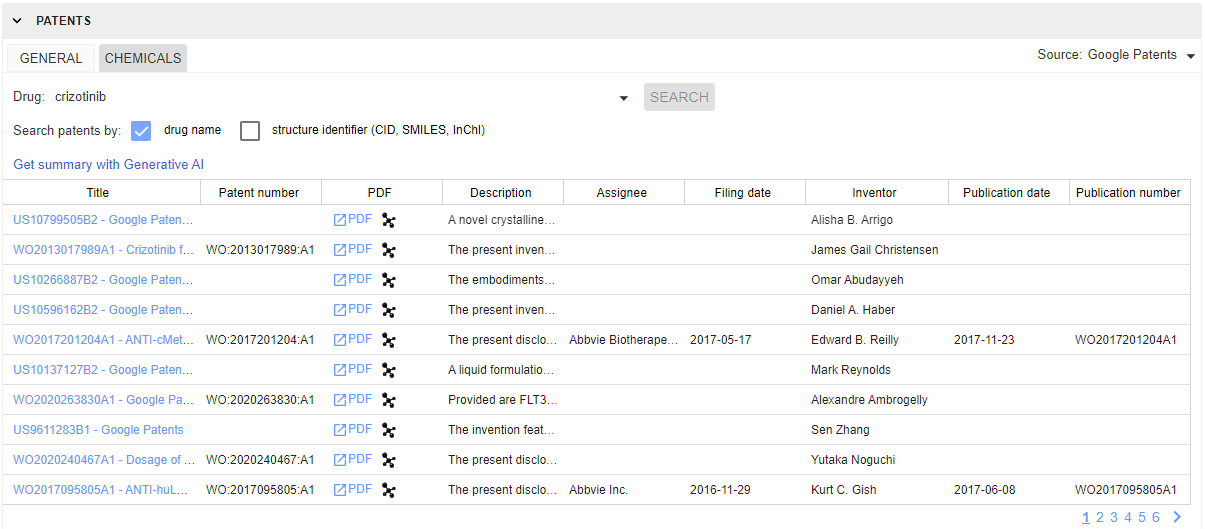 PATENTS
GENERAL CHEMICALS Source: Google Patents
Drug: crizotinib SEARCH
Search patents by: drug name structure identifier (CID, SMILES, InChI)
Get summary with Generative AI
Title Patent number PDF Description Assignee Filing date Inventor Publication date Publication number
US10799505B2 - Google Paten... PDF A novel crystalline... Alisha B. Arrigo
WO2013017989A1 - Crizotinib f... WO:2013017989:A1 PDF The present inven... James Gail Christensen
US10266887B2 - Google Paten... PDF The embodiments... Omar Abudayyeh
US10596162B2 - Google Paten... PDF The present inven... Daniel A. Haber
WO2017201204A1 - ANTI-cMet... WO:2017201204:A1 PDF The present disclo... Abbvie Biotherape... 2017-05-17 Edward B. Reilly 2017-11-23 WO2017201204A1
US10137127B2 - Google Paten... PDF A liquid formulatio... Mark Reynolds
WO2020263830A1 - Google Pa... WO:2020263830:A1 PDF Provided are FLT3... Alexandre Ambrogelly
US9611283B1 - Google Patents PDF The invention feat... Sen Zhang
WO2020240467A1 - Dosage of ... WO:2020240467:A1 PDF The present disclo... Yutaka Noguchi
WO2017095805A1 - ANTI-huL... WO:2017095805:A1 PDF The present disclo... Abbvie Inc. 2016-11-29 Kurt C. Gish 2017-06-08 WO2017095805A1
1 2 3 4 5 6